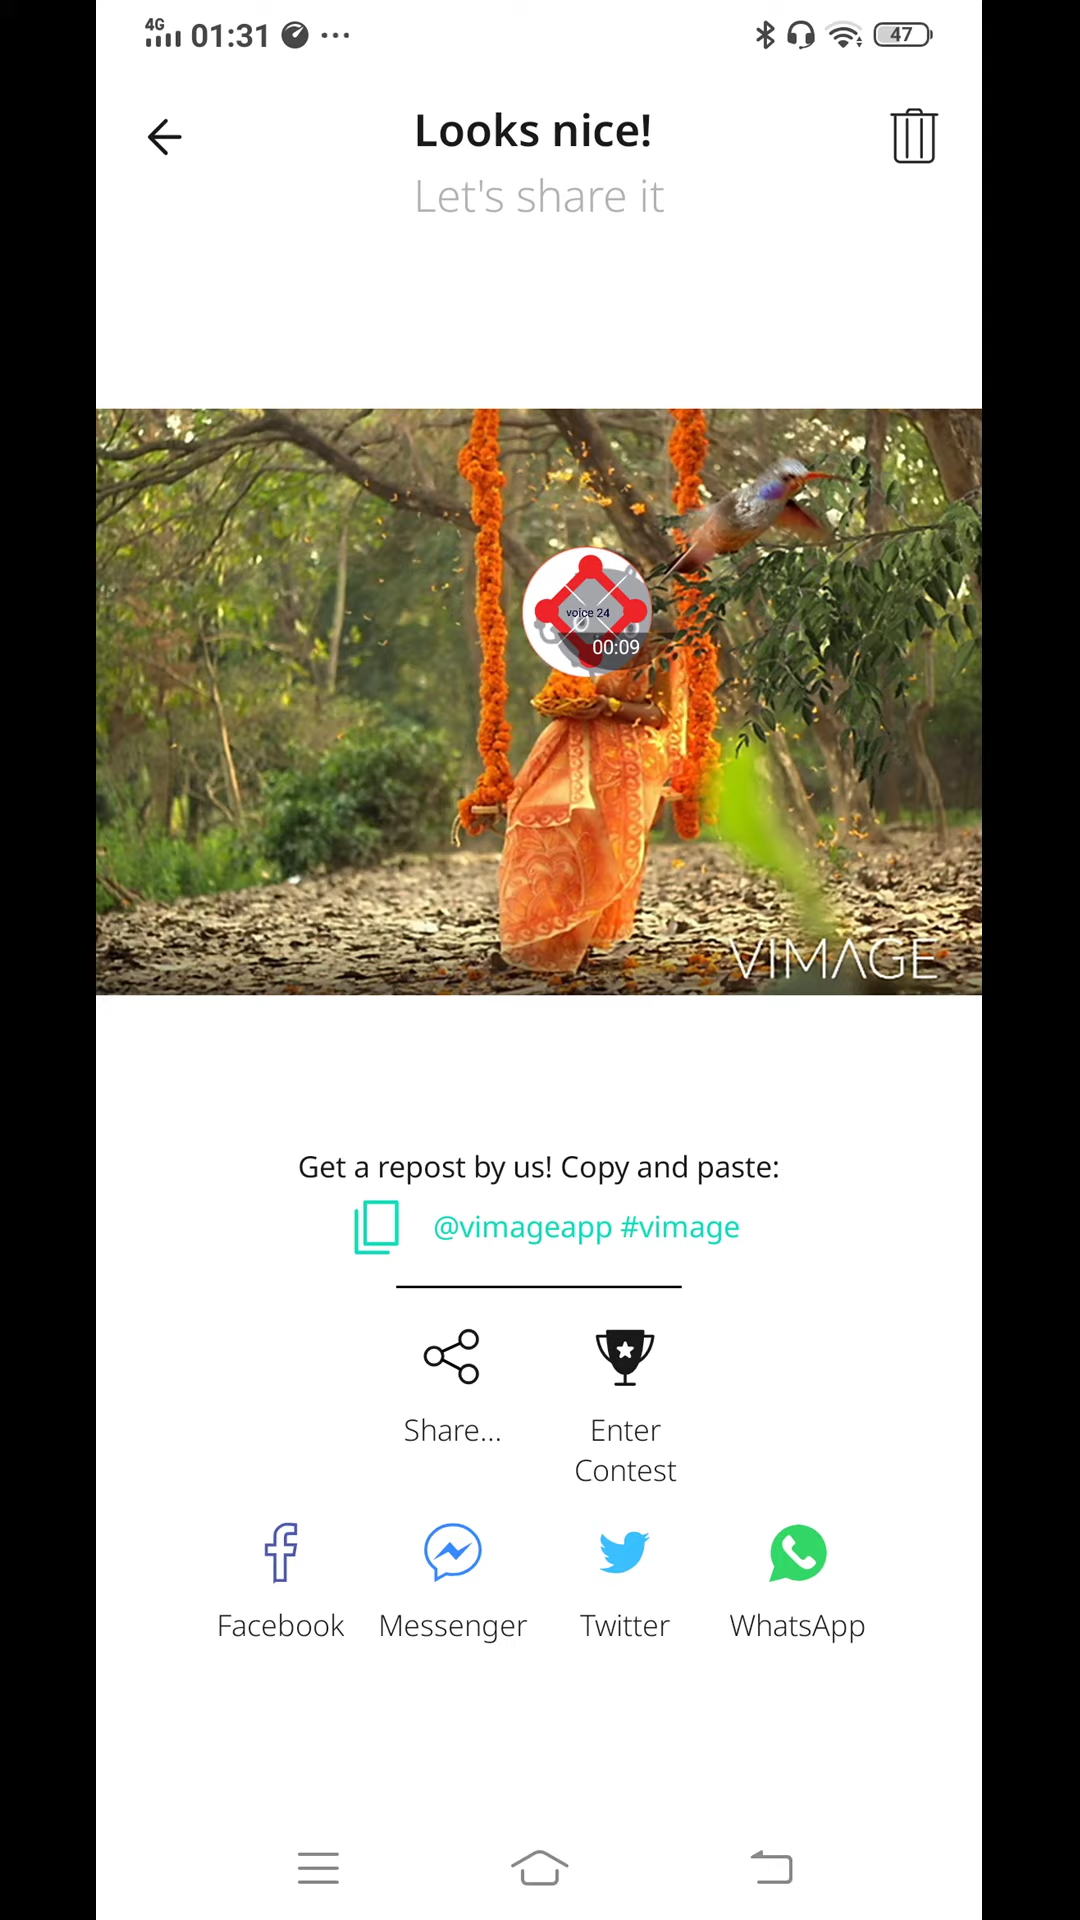 4G 01:31 ... 47
Looks nice!
Let's share it
voice 24
00:09
VIMAGE
Get a repost by us! Copy and paste:
@vimageapp #vimage
Share...
Enter
Contest
Facebook Messenger Twitter WhatsApp